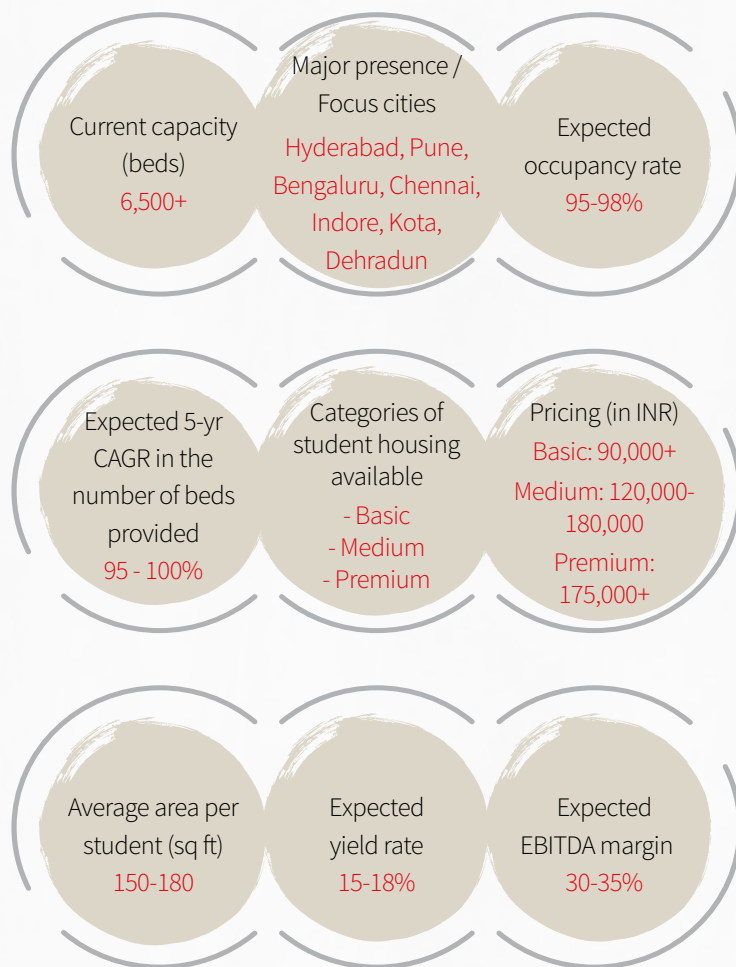 Current capacity
(beds)
6,500+
Major presence /
Focus cities
Hyderabad, Pune,
Bengaluru, Chennai,
Indore, Kota,
Dehradun
Expected
occupancy rate
95-98%
Expected 5-yr
CAGR in the
number of beds
provided
95 - 100%
Categories of
student housing
available
- Basic
- Medium
- Premium
Pricing (in INR)
Basic: 90,000+
Medium: 120,000-
180,000
Premium:
175,000+
Average area per
student (sq ft)
150-180
Expected
yield rate
15-18%
Expected
EBITDA margin
30-35%